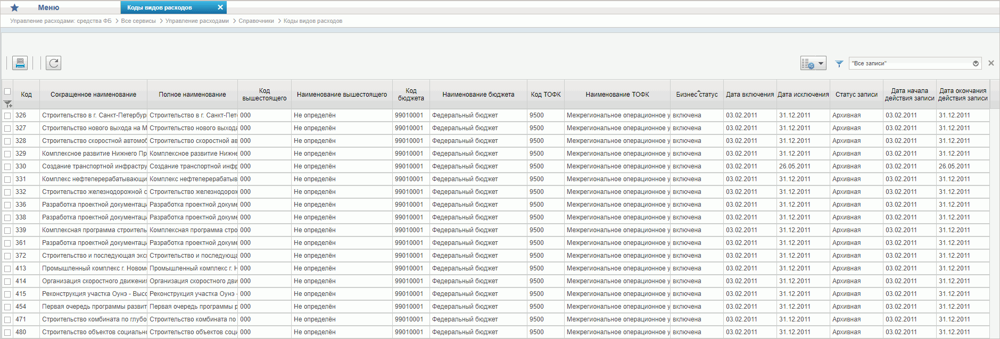 Меню Коды видов расходов
Управление расходами: средства ФБ Все сервисы Управление расходами Справочники Коды видов расходов
"Все записи"
Код Сокращенное наименование Полное наименование Код вышестоящего Наименование вышестоящего Код бюджета Наименование бюджета Код ТОФК Наименование ТОФК Бизнес статус Дата включения Дата исключения Статус записи Дата начала действия записи Дата окончания действия записи
326 Строительство в г. Санкт-Петербур Строительство в г. Санкт-Пет 000 Не определён 99010001 Федеральный бюджет 9500 Межрегиональное операционное у включена 03.02.2011 31.12.2011 Архивная 03.02.2011 31.12.2011
327 Строительство нового выхода на М Строительство нового выхода 000 Не определён 99010001 Федеральный бюджет 9500 Межрегиональное операционное у включена 03.02.2011 31.12.2011 Архивная 03.02.2011 31.12.2011
328 Строительство скоростной автомоб Строительство скоростной ав 000 Не определён 99010001 Федеральный бюджет 9500 Межрегиональное операционное у включена 03.02.2011 31.12.2011 Архивная 03.02.2011 31.12.2011
329 Комплексное развитие Нижнего Пр Комплексное развитие Нижне 000 Не определён 99010001 Федеральный бюджет 9500 Межрегиональное операционное у включена 03.02.2011 31.12.2011 Архивная 03.02.2011 31.12.2011
330 Создание транспортной инфрастру Создание транспортной инфр 000 Не определён 99010001 Федеральный бюджет 9500 Межрегиональное операционное у включена 03.02.2011 26.05.2011 Архивная 03.02.2011 26.05.2011
331 Комплекс нефтеперерабатывающи Комплекс нефтеперерабатыв 000 Не определён 99010001 Федеральный бюджет 9500 Межрегиональное операционное у включена 03.02.2011 31.12.2011 Архивная 03.02.2011 31.12.2011
332 Строительство железнодорожной с Строительство железнодорож 000 Не определён 99010001 Федеральный бюджет 9500 Межрегиональное операционное у включена 03.02.2011 31.12.2011 Архивная 03.02.2011 31.12.2011
336 Разработка проектной документаци Разработка проектной докуме 000 Не определён 99010001 Федеральный бюджет 9500 Межрегиональное операционное у включена 03.02.2011 31.12.2011 Архивная 03.02.2011 31.12.2011
338 Разработка проектной документаци Разработка проектной докуме 000 Не определён 99010001 Федеральный бюджет 9500 Межрегиональное операционное у включена 03.02.2011 31.12.2011 Архивная 03.02.2011 31.12.2011
339 Комплексная программа строитель Комплексная программа стро 000 Не определён 99010001 Федеральный бюджет 9500 Межрегиональное операционное у включена 03.02.2011 31.12.2011 Архивная 03.02.2011 31.12.2011
361 Разработка проектной документаци Разработка проектной докуме 000 Не определён 99010001 Федеральный бюджет 9500 Межрегиональное операционное у включена 03.02.2011 31.12.2011 Архивная 03.02.2011 31.12.2011
372 Строительство и последующая экс Строительство и последующа 000 Не определён 99010001 Федеральный бюджет 9500 Межрегиональное операционное у включена 03.02.2011 31.12.2011 Архивная 03.02.2011 31.12.2011
413 Промышленный комплекс г. Новомо Промышленный комплекс г. Н 000 Не определён 99010001 Федеральный бюджет 9500 Межрегиональное операционное у включена 03.02.2011 31.12.2011 Архивная 03.02.2011 31.12.2011
414 Организация скоростного движения Организация скоростного дви 000 Не определён 99010001 Федеральный бюджет 9500 Межрегиональное операционное у включена 03.02.2011 31.12.2011 Архивная 03.02.2011 31.12.2011
415 Реконструкция участка Оунэ - Высо Реконструкция участка Оунэ - 000 Не определён 99010001 Федеральный бюджет 9500 Межрегиональное операционное у включена 03.02.2011 31.12.2011 Архивная 03.02.2011 31.12.2011
454 Первая очередь программы развит Первая очередь программы р 000 Не определён 99010001 Федеральный бюджет 9500 Межрегиональное операционное у включена 03.02.2011 31.12.2011 Архивная 03.02.2011 31.12.2011
471 Строительство комбината по глубо Строительство комбината по 000 Не определён 99010001 Федеральный бюджет 9500 Межрегиональное операционное у включена 03.02.2011 31.12.2011 Архивная 03.02.2011 31.12.2011
480 Строительство объектов социальн Строительство объектов соци 000 Не определён 99010001 Федеральный бюджет 9500 Межрегиональное операционное у включена 03.02.2011 31.12.2011 Архивная 03.02.2011 31.12.2011